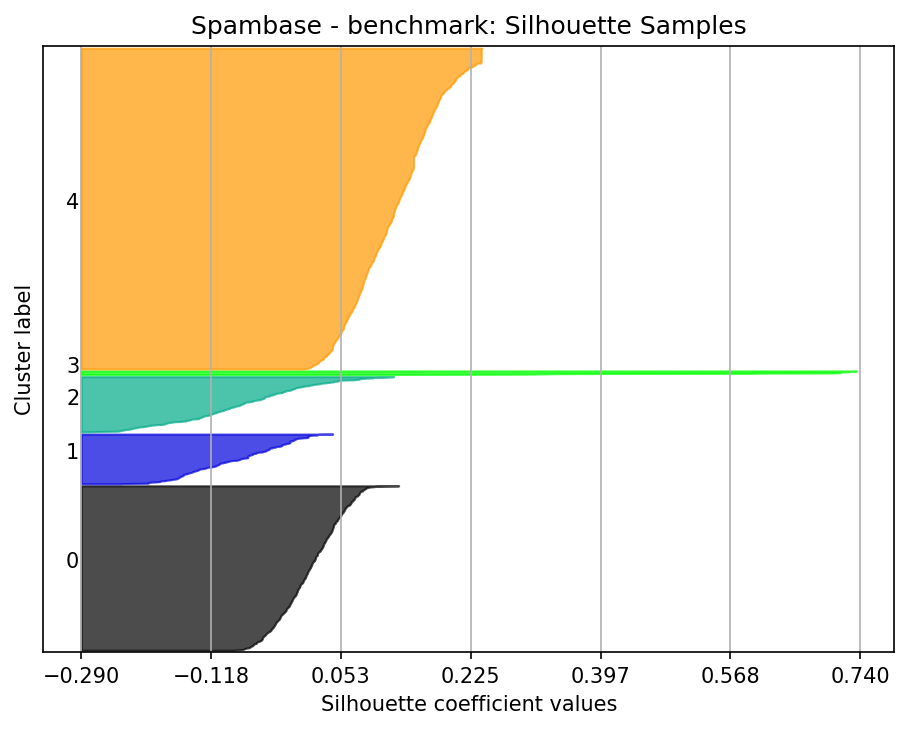 Spambase - benchmark: Silhouette Samples
Cluster label
4
3
2
1
0
−0.290 −0.118 0.053 0.225 0.397 0.568 0.740
Silhouette coefficient values